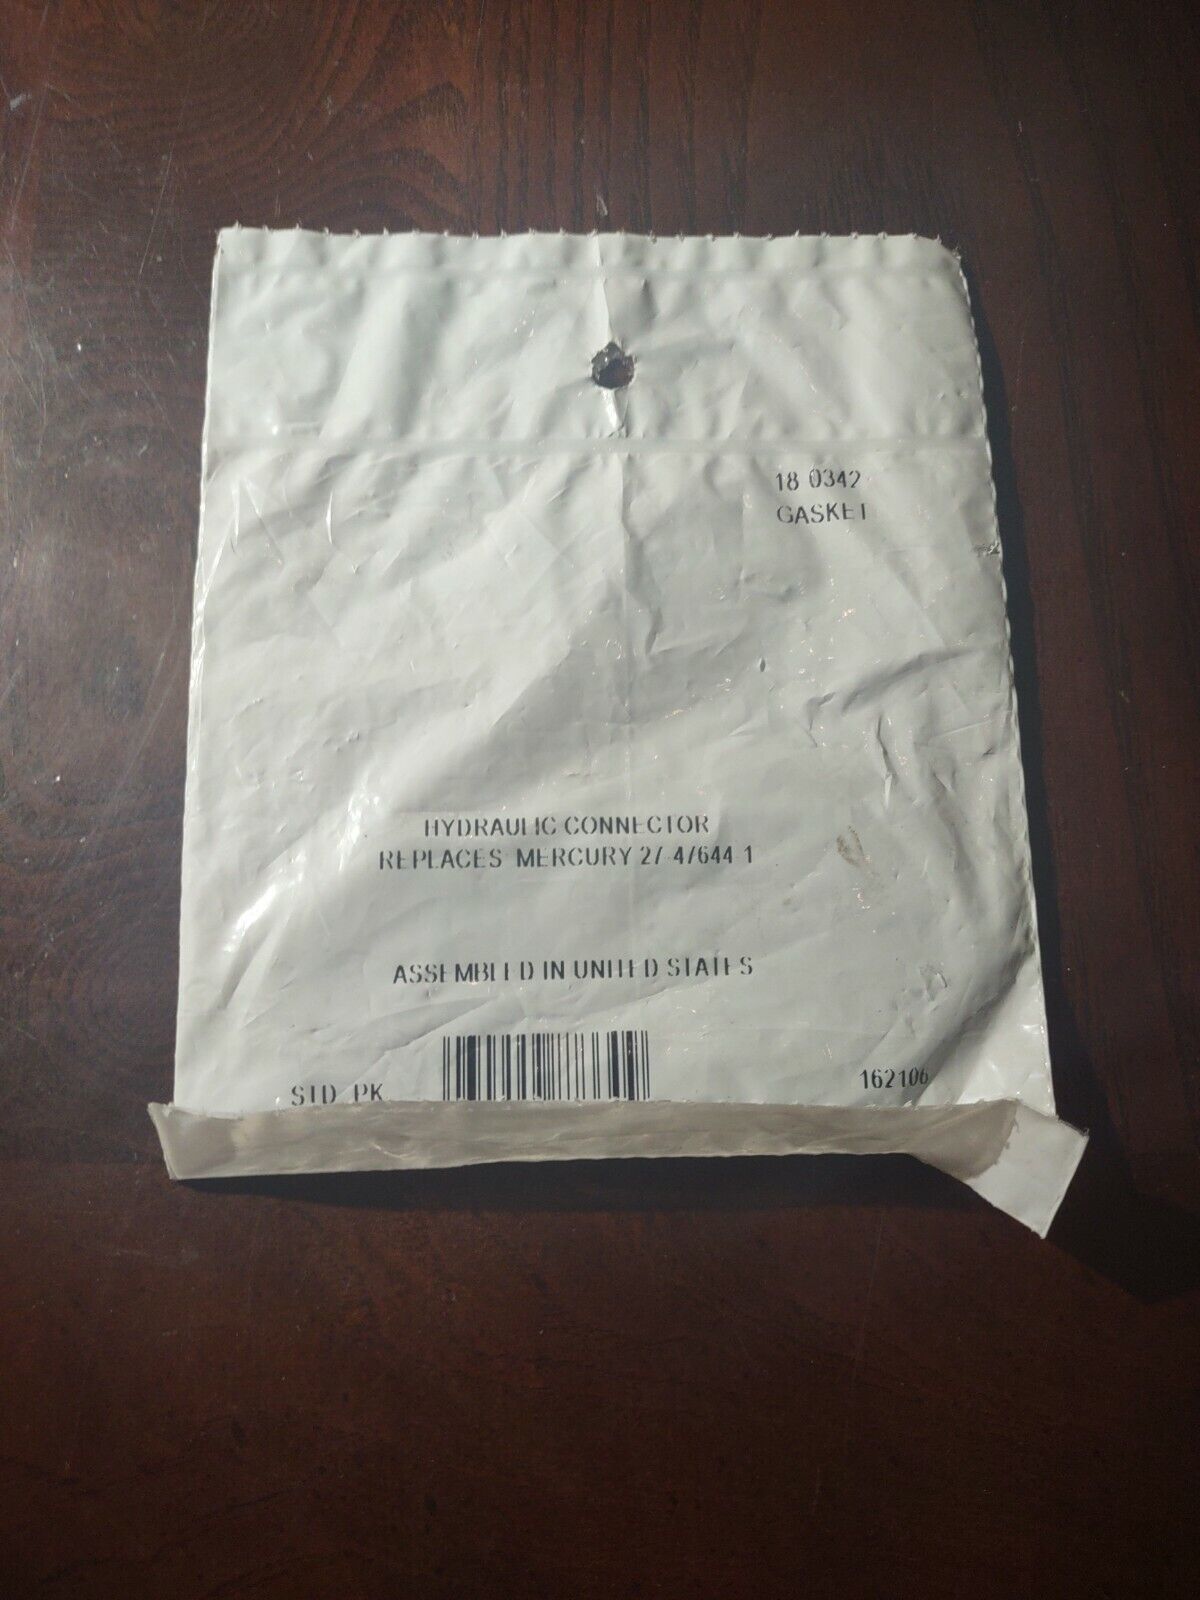 18-0342
GASKET
HYDRAULIC CONNECTOR
REPLACES: MERCURY 27-47644-1
ASSEMBLED IN UNITED STATES
STD. PK.
162106